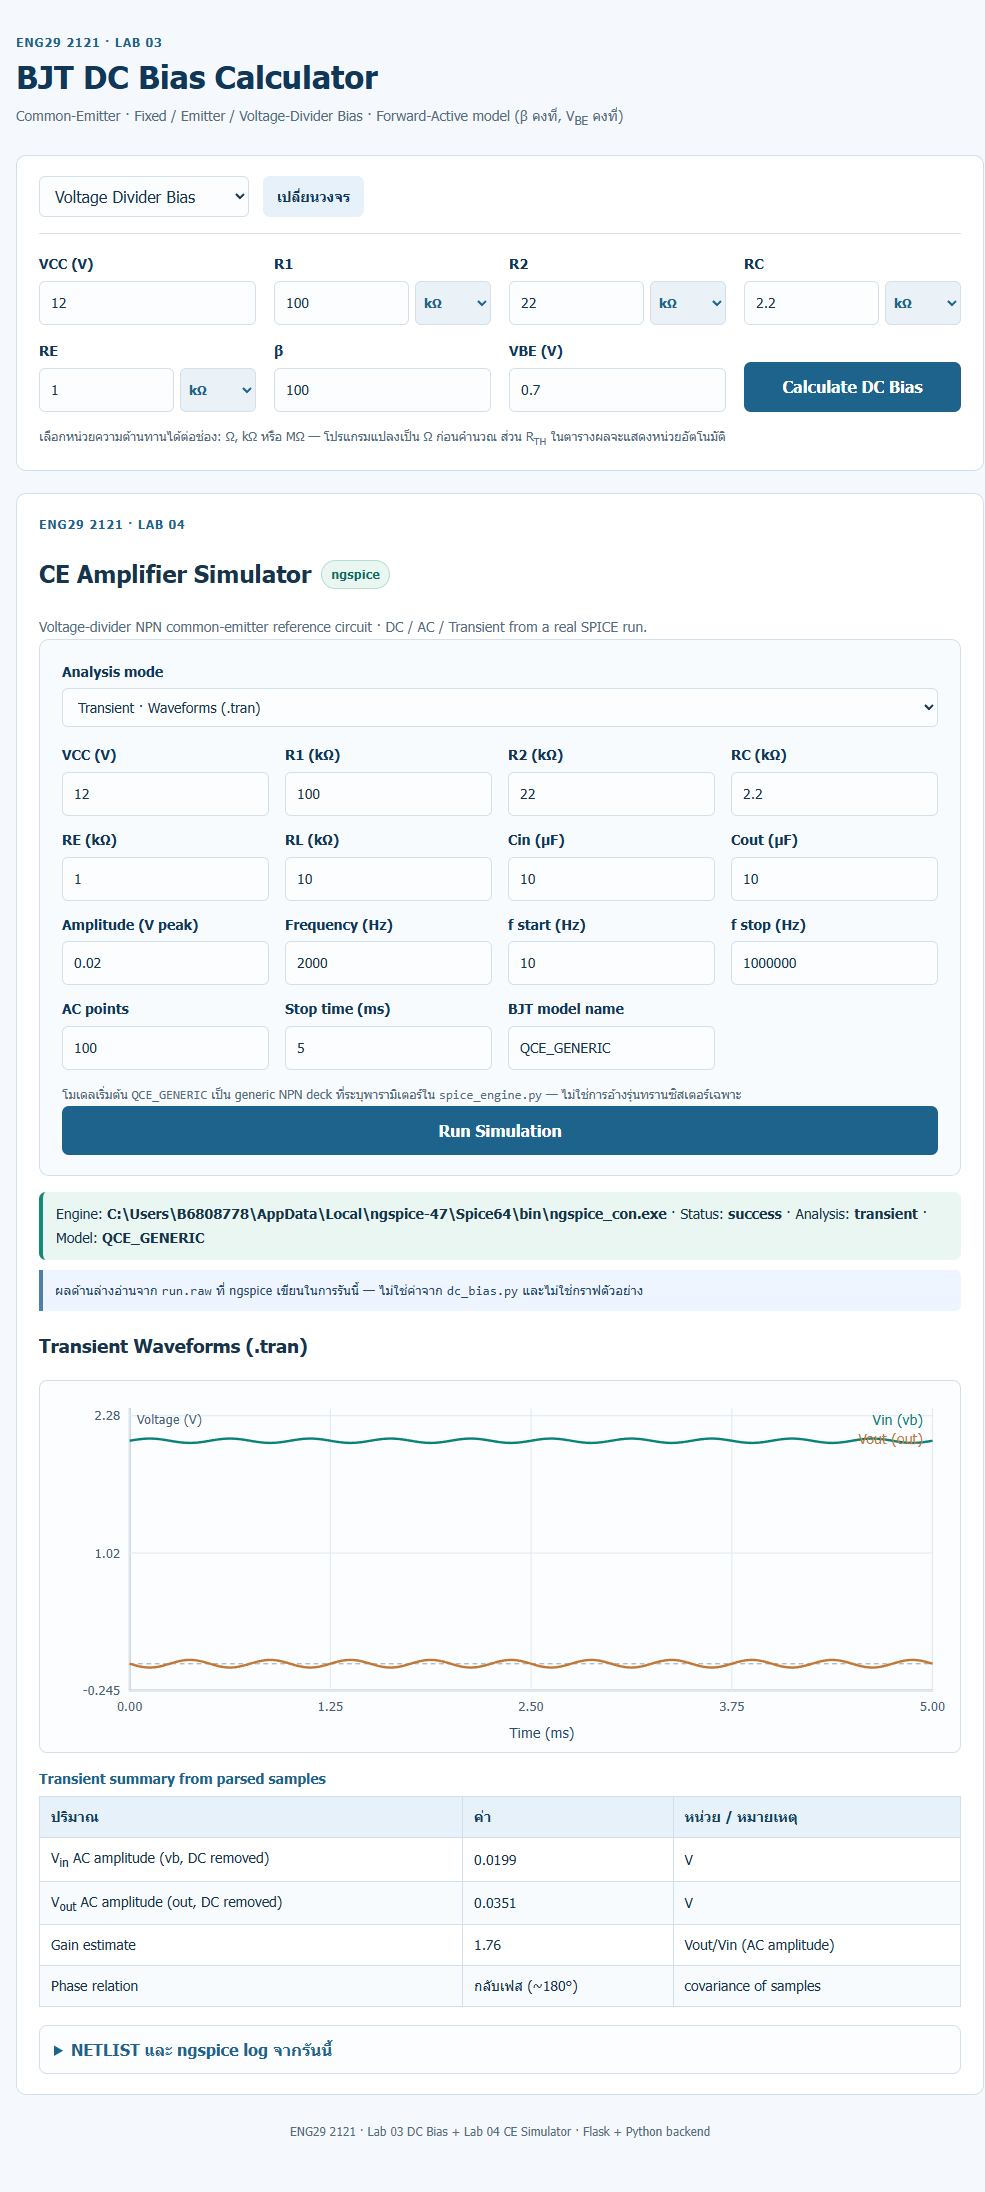 ENG29 2121 · LAB 03
BJT DC Bias Calculator
Common-Emitter · Fixed / Emitter / Voltage-Divider Bias · Forward-Active model (β คงที่, VBE คงที่)
Voltage Divider Bias เปลี่ยนวงจร
VCC (V) R1 R2 RC
12 100 kΩ 22 kΩ 2.2 kΩ
RE β VBE (V)
1 kΩ 100 0.7 Calculate DC Bias
เลือกหน่วยความต้านทานได้ต่อช่อง: Ω, kΩ หรือ MΩ — โปรแกรมแปลงเป็น Ω ก่อนคำนวณ ส่วน RTH ในตารางผลจะแสดงหน่วยอัตโนมัติ
ENG29 2121 · LAB 04
CE Amplifier Simulator ngspice
Voltage-divider NPN common-emitter reference circuit · DC / AC / Transient from a real SPICE run.
Analysis mode
Transient · Waveforms (.tran)
VCC (V) R1 (kΩ) R2 (kΩ) RC (kΩ)
12 100 22 2.2
RE (kΩ) RL (kΩ) Cin (μF) Cout (μF)
1 10 10 10
Amplitude (V peak) Frequency (Hz) f start (Hz) f stop (Hz)
0.02 2000 10 1000000
AC points Stop time (ms) BJT model name
100 5 QCE_GENERIC
โมเดลเริ่มต้น QCE_GENERIC เป็น generic NPN deck ที่ระบุพารามิเตอร์ใน spice_engine.py — ไม่ใช่การอ้างรุ่นทรานซิสเตอร์เฉพาะ
Run Simulation
Engine: C:\Users\B6808778\AppData\Local\ngspice-47\Spice64\bin\ngspice_con.exe · Status: success · Analysis: transient ·
Model: QCE_GENERIC
ผลด้านล่างอ่านจาก run.raw ที่ ngspice เขียนในการรันนี้ — ไม่ใช่ค่าจาก dc_bias.py และไม่ใช่กราฟตัวอย่าง
Transient Waveforms (.tran)
2.28 Voltage (V) Vin (vb)
Vout (out)
1.02
-0.245
0.00 1.25 2.50 3.75 5.00
Time (ms)
Transient summary from parsed samples
ปริมาณ ค่า หน่วย / หมายเหตุ
Vin AC amplitude (vb, DC removed) 0.0199 V
Vout AC amplitude (out, DC removed) 0.0351 V
Gain estimate 1.76 Vout/Vin (AC amplitude)
Phase relation กลับเฟส (~180°) covariance of samples
▶ NETLIST และ ngspice log จากรันนี้
ENG29 2121 · Lab 03 DC Bias + Lab 04 CE Simulator · Flask + Python backend